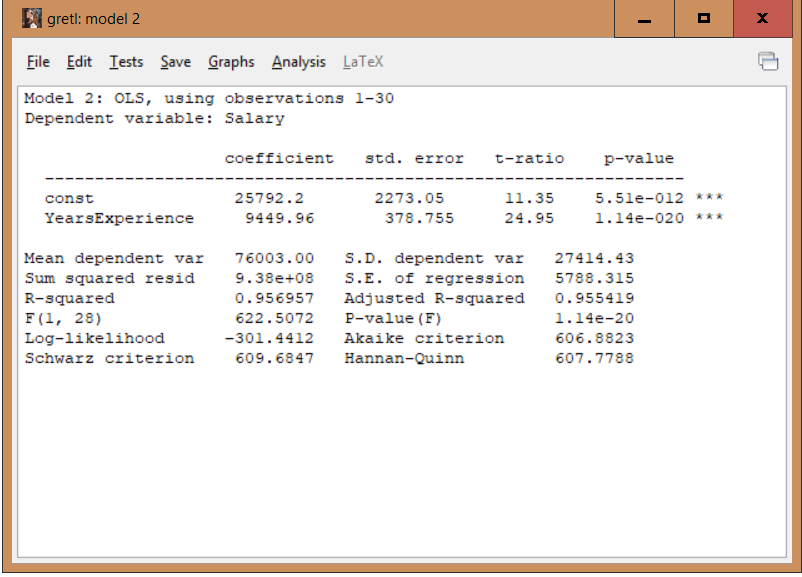 gretl: model 2
File Edit Tests Save Graphs Analysis LaTeX
Model 2: OLS, using observations 1-30
Dependent variable: Salary
coefficient std. error t-ratio p-value
---------------------------------------------------------------
const 25792.2 2273.05 11.35 5.51e-012 ***
YearsExperience 9449.96 378.755 24.95 1.14e-020 ***
Mean dependent var 76003.00 S.D. dependent var 27414.43
Sum squared resid 9.38e+08 S.E. of regression 5788.315
R-squared 0.956957 Adjusted R-squared 0.955419
F(1, 28) 622.5072 P-value(F) 1.14e-20
Log-likelihood -301.4412 Akaike criterion 606.8823
Schwarz criterion 609.6847 Hannan-Quinn 607.7788